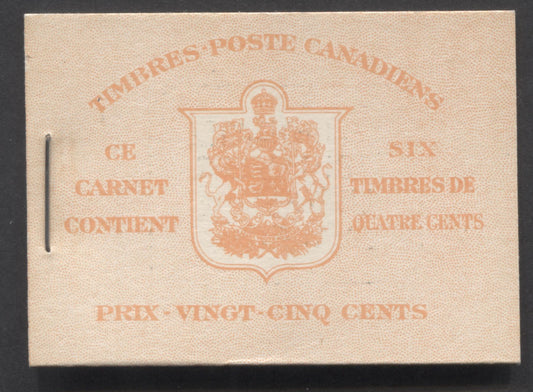 TIMBRES-POSTE CANADIENS
CE
CARNET
CONTIENT
SIX
TIMBRES DE
QUATRE CENTS
PRIX-VINGT-CINQ CENTS